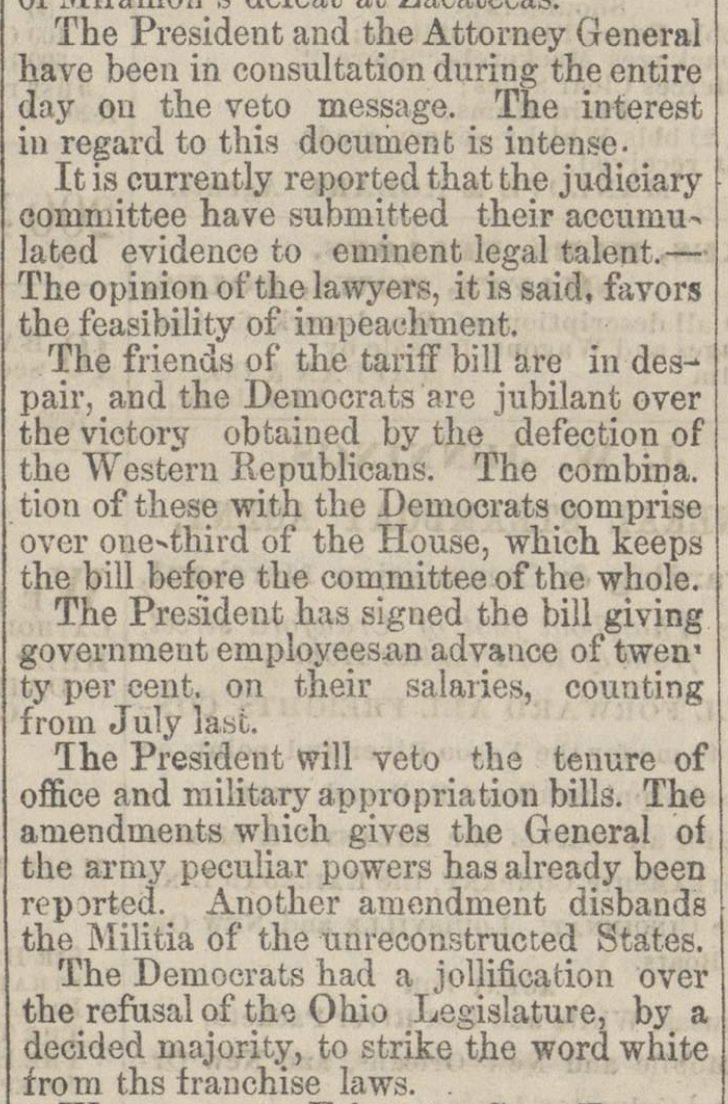 of Miramon's defeat at Zacatecas.
The President and the Attorney General
have been in consultation during the entire
day on the veto message. The interest
in regard to this document is intense.
It is currently reported that the judiciary
committee have submitted their accumu-
lated evidence to eminent legal talent.—
The opinion of the lawyers, it is said, favors
the feasibility of impeachment.
The friends of the tariff bill are in des-
pair, and the Democrats are jubilant over
the victory obtained by the defection of
the Western Republicans. The combina.
tion of these with the Democrats comprise
over one-third of the House, which keeps
the bill before the committee of the whole.
The President has signed the bill giving
government employees an advance of twen'
ty per cent. on their salaries, counting
from July last.
The President will veto the tenure of
office and military appropriation bills. The
amendments which gives the General of
the army peculiar powers has already been
reported. Another amendment disbands
the Militia of the unreconstructed States.
The Democrats had a jollification over
the refusal of the Ohio Legislature, by a
decided majority, to strike the word white
from ths franchise laws.